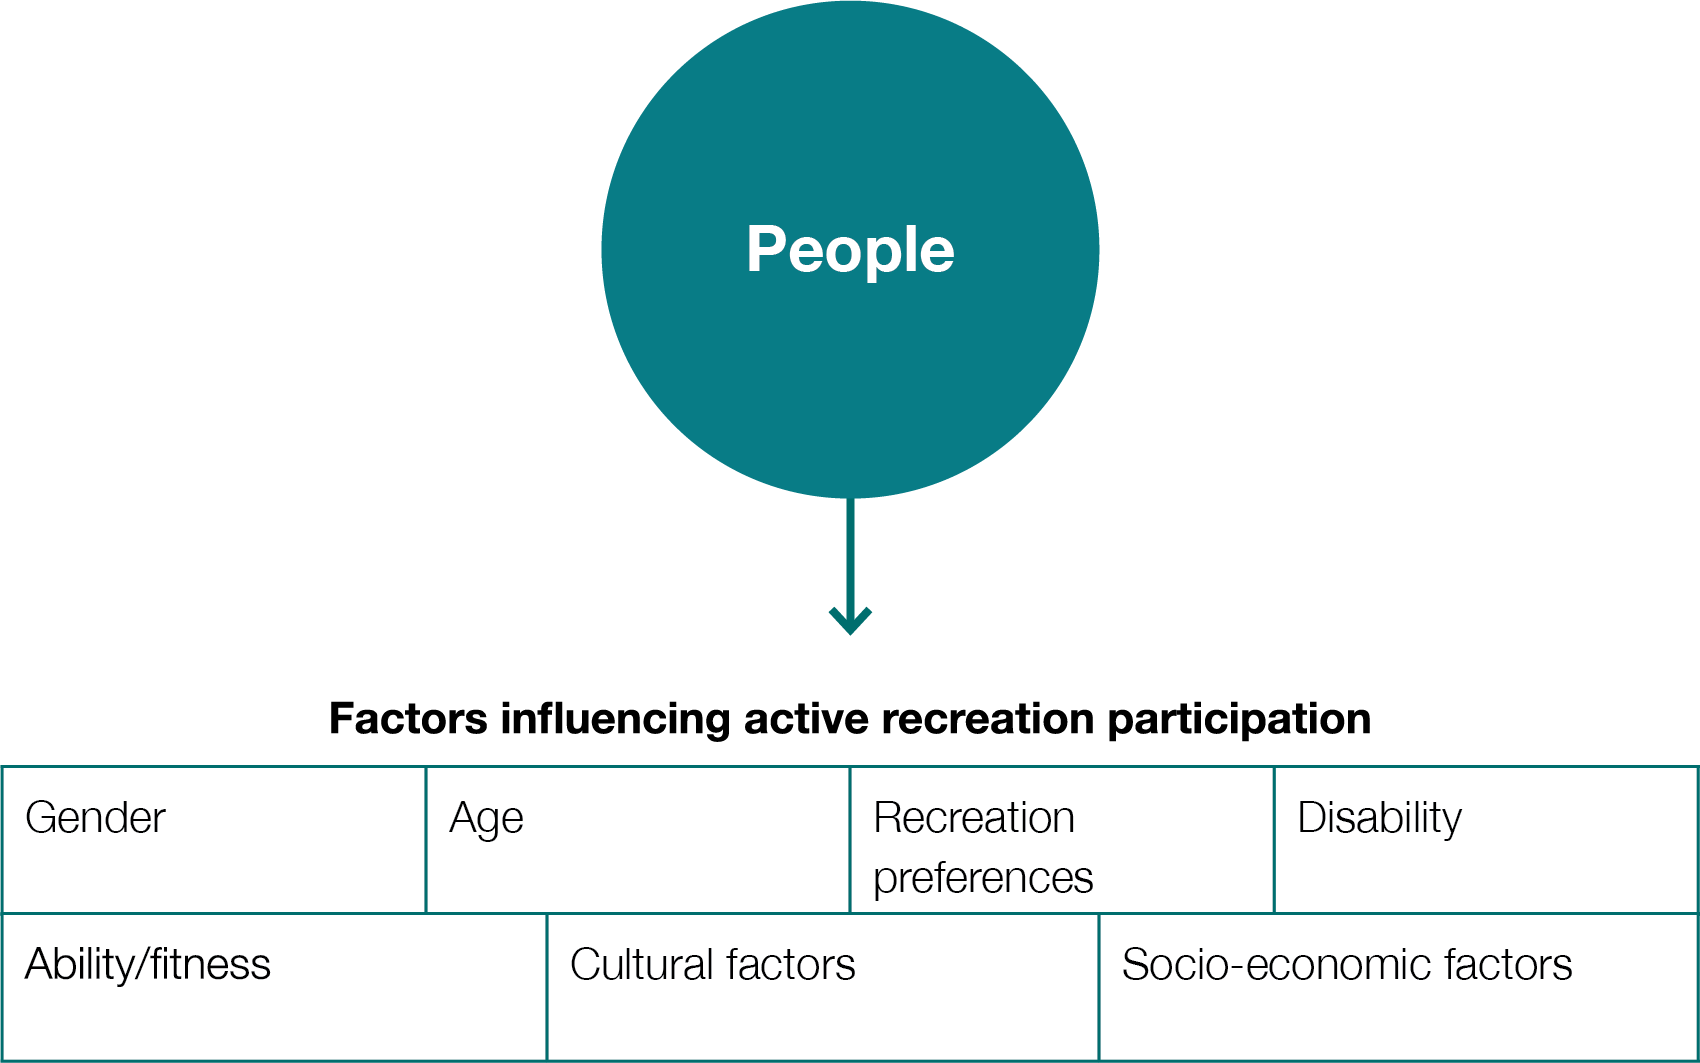 People
Factors influencing active recreation participation
Gender
Age
Recreation
preferences
Disability
Ability/fitness
Cultural factors
Socio-economic factors